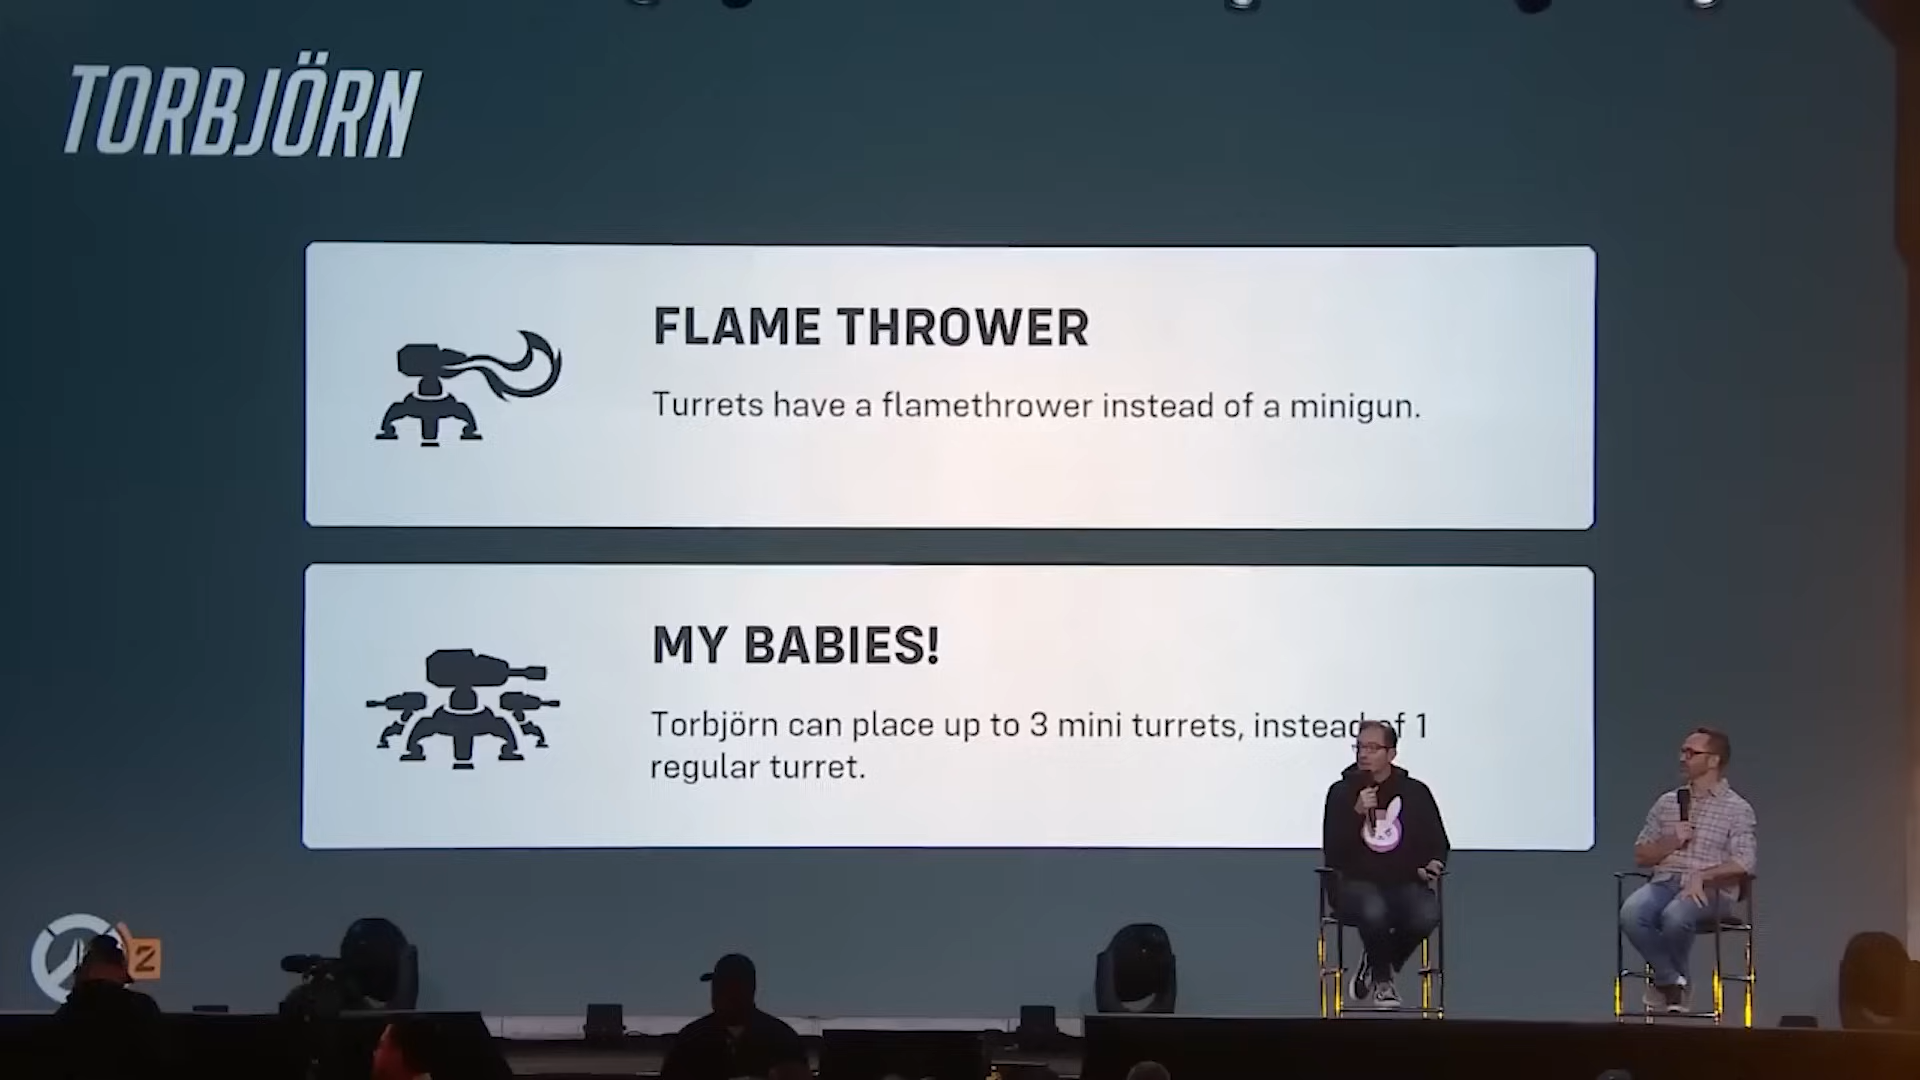 TORBJÖRN
FLAME THROWER
Turrets have a flamethrower instead of a minigun.
MY BABIES!
Torbjörn can place up to 3 mini turrets, instead of 1
regular turret.
2